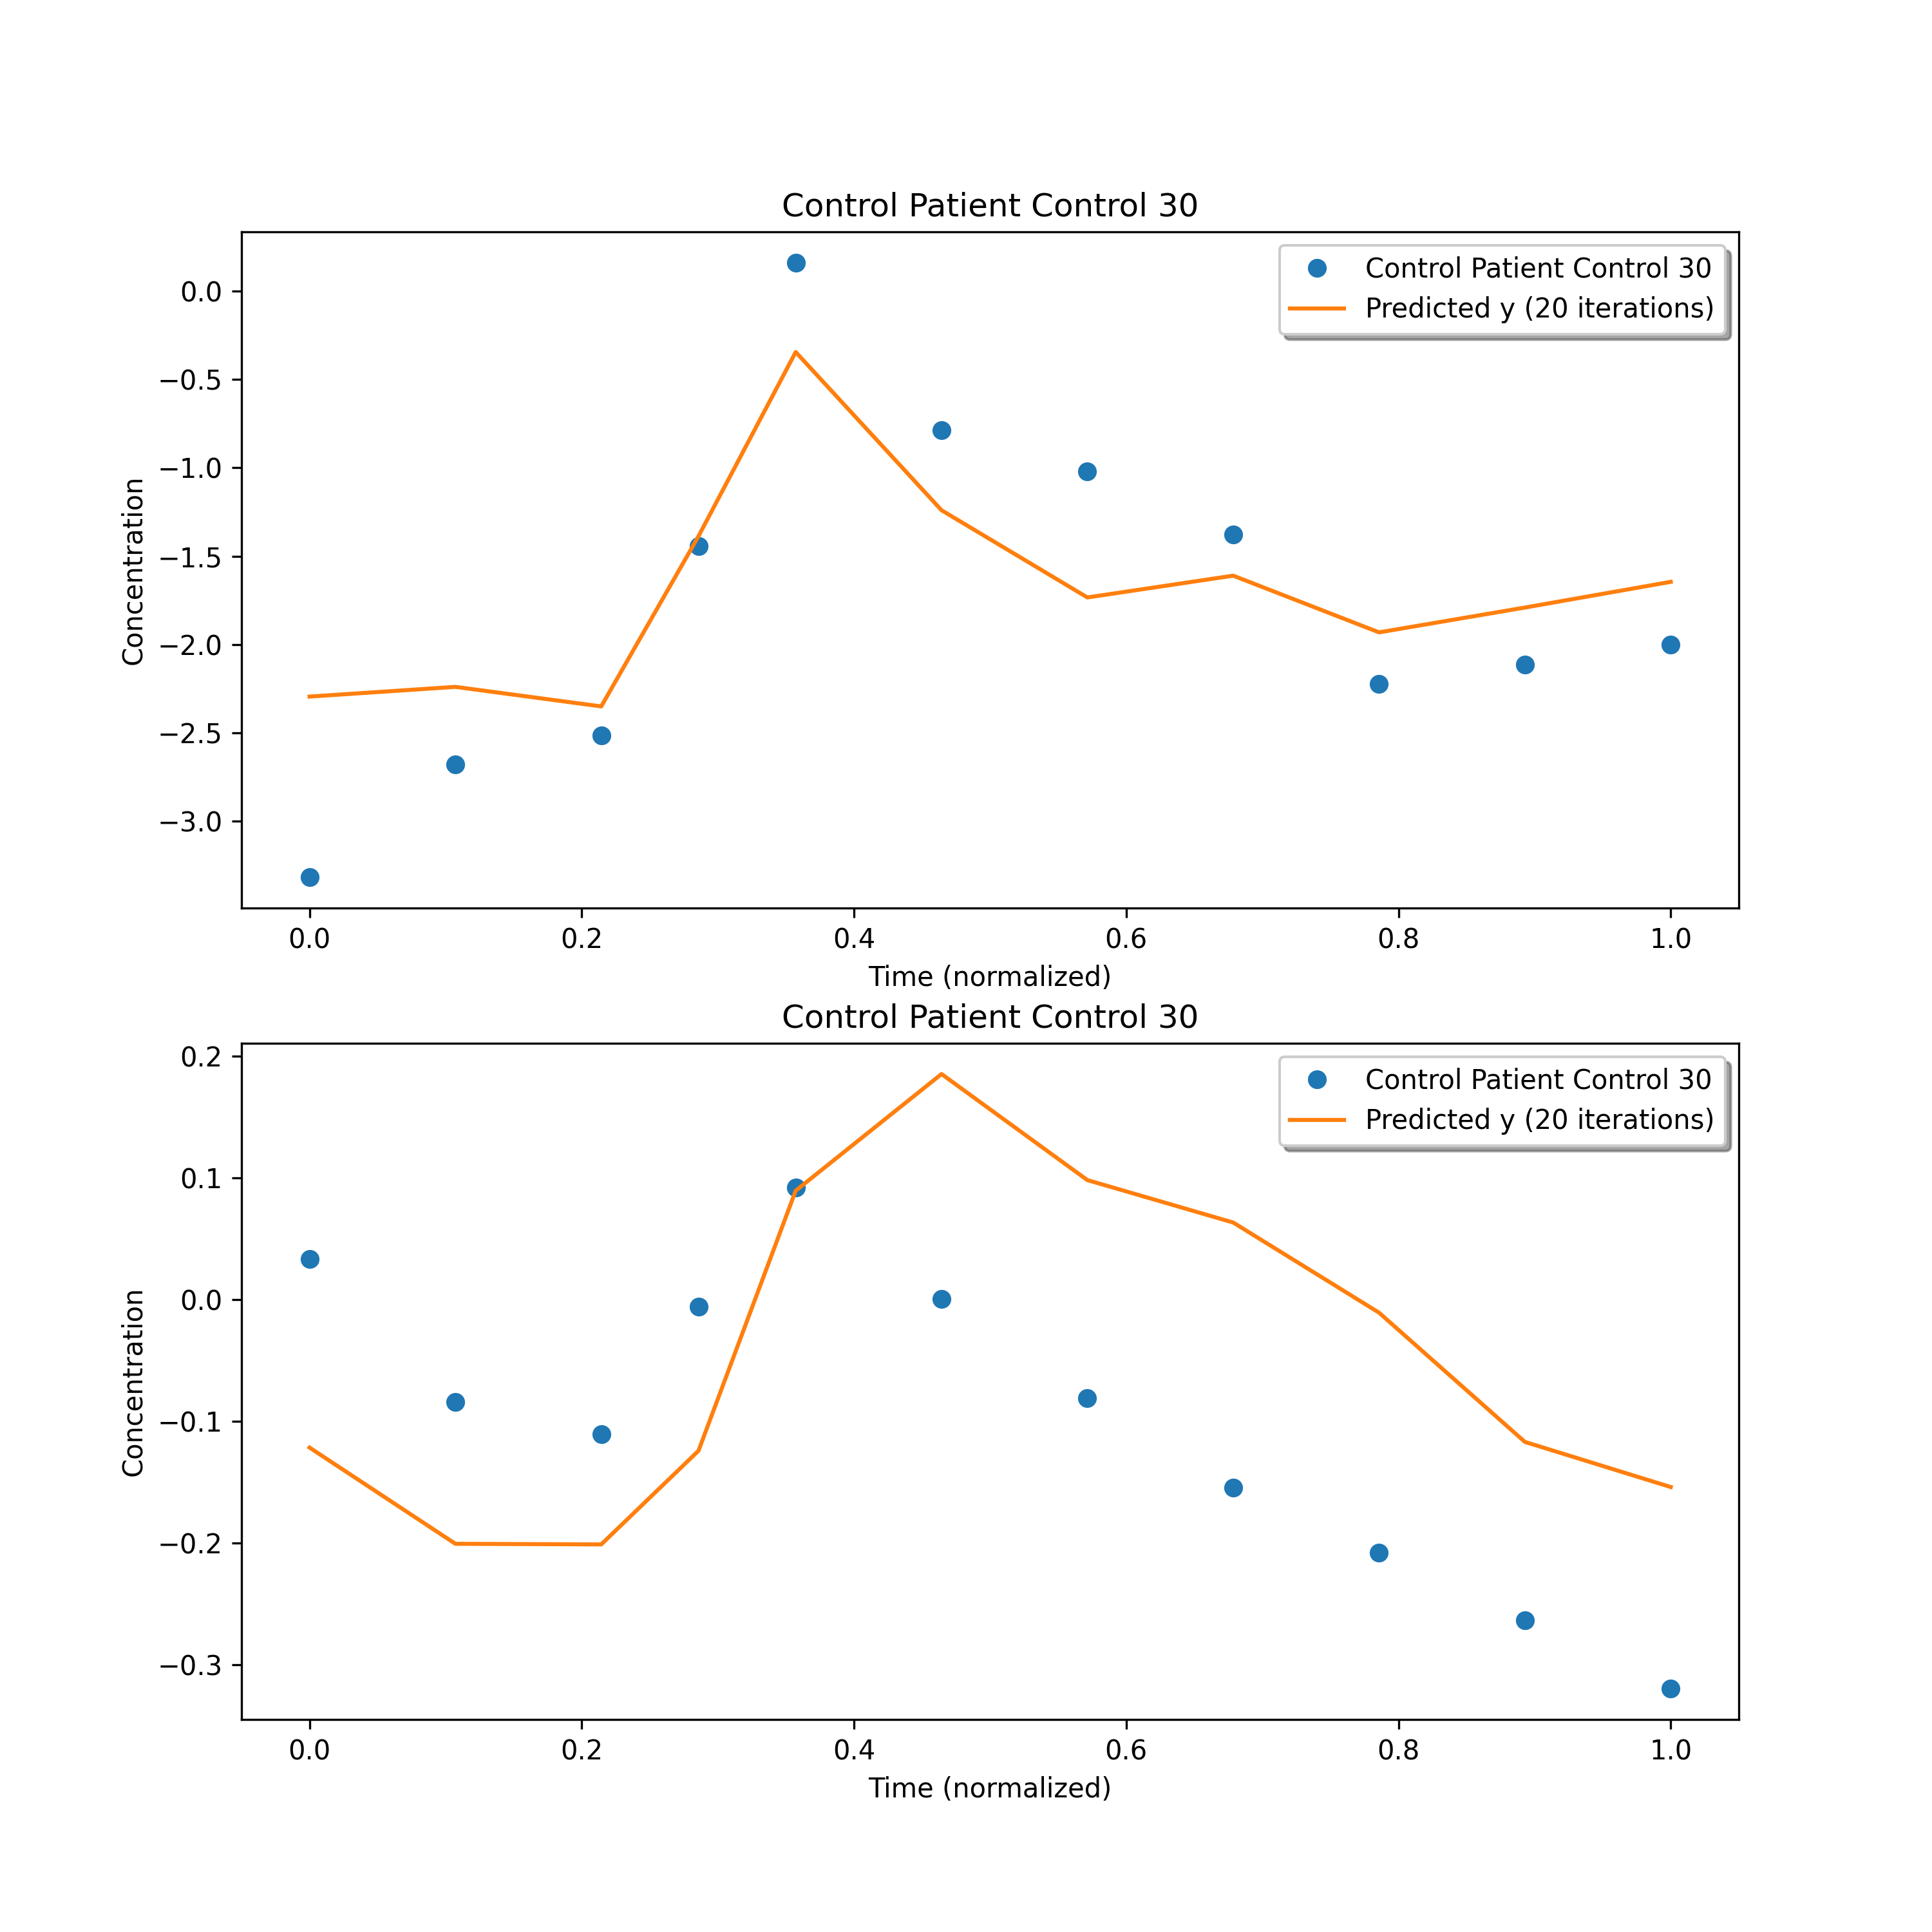 Control Patient Control 30
Control Patient Control 30
Predicted y (20 iterations)
0.0
−0.5
−1.0
−1.5
−2.0
−2.5
−3.0
Concentration
0.0 0.2 0.4 0.6 0.8 1.0
Time (normalized)
Control Patient Control 30
Control Patient Control 30
Predicted y (20 iterations)
0.2
0.1
0.0
−0.1
−0.2
−0.3
Concentration
0.0 0.2 0.4 0.6 0.8 1.0
Time (normalized)